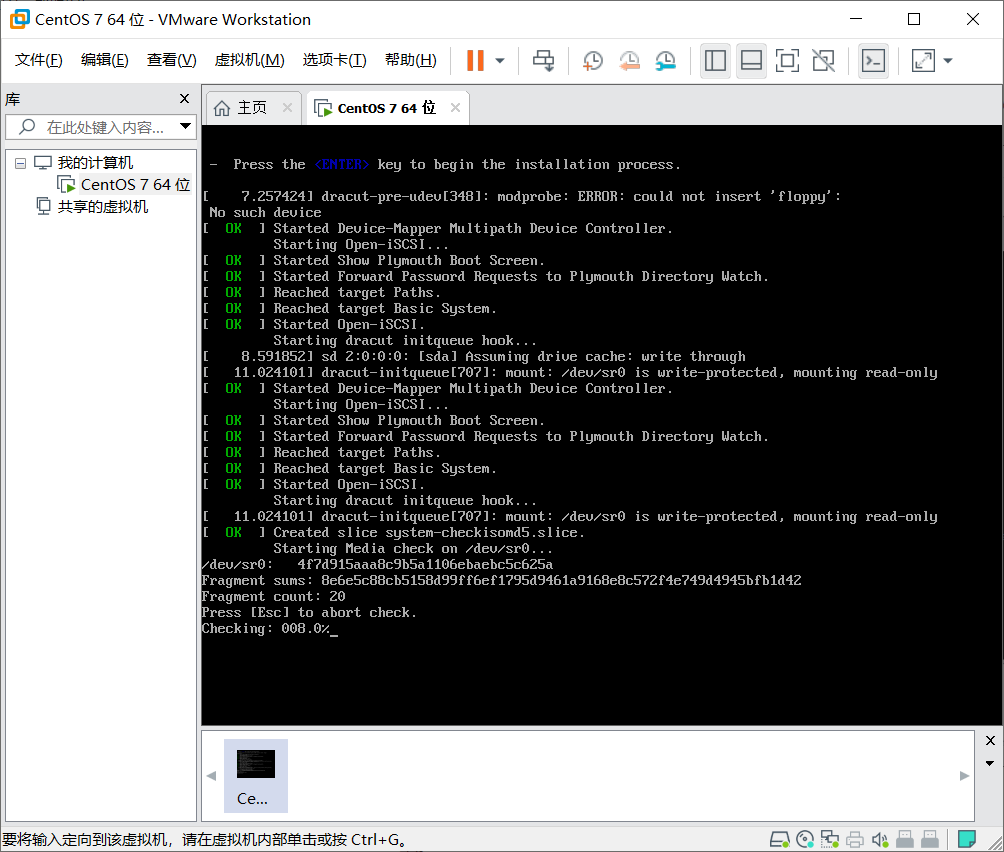 CentOS 7 64 位 - VMware Workstation
文件(F) 编辑(E) 查看(V) 虚拟机(M) 选项卡(T) 帮助(H)
库
在此处键入内容...
我的计算机
CentOS 7 64 位
共享的虚拟机
主页 CentOS 7 64 位
- Press the <ENTER> key to begin the installation process.
[ 7.257424] dracut-pre-udev[348]: modprobe: ERROR: could not insert 'floppy':
No such device
[ OK ] Started Device-Mapper Multipath Device Controller.
Starting Open-iSCSI...
[ OK ] Started Show Plymouth Boot Screen.
[ OK ] Started Forward Password Requests to Plymouth Directory Watch.
[ OK ] Reached target Paths.
[ OK ] Reached target Basic System.
[ OK ] Started Open-iSCSI.
Starting dracut initqueue hook...
[ 8.591852] sd 2:0:0:0: [sda] Assuming drive cache: write through
[ 11.024101] dracut-initqueue[707]: mount: /dev/sr0 is write-protected, mounting read-only
[ OK ] Started Device-Mapper Multipath Device Controller.
Starting Open-iSCSI...
[ OK ] Started Show Plymouth Boot Screen.
[ OK ] Started Forward Password Requests to Plymouth Directory Watch.
[ OK ] Reached target Paths.
[ OK ] Reached target Basic System.
[ OK ] Started Open-iSCSI.
Starting dracut initqueue hook...
[ 11.024101] dracut-initqueue[707]: mount: /dev/sr0 is write-protected, mounting read-only
[ OK ] Created slice system-checkisomd5.slice.
Starting Media check on /dev/sr0...
/dev/sr0: 4f7d915aaa8c9b5a1106ebaebc5c625a
Fragment sums: 8e6e5c88cb5158d99ff6ef1795d9461a9168e8c572f4e749d4945bfb1d42
Fragment count: 20
Press [Esc] to abort check.
Checking: 008.0%_
Ce...
要将输入定向到该虚拟机，请在虚拟机内部单击或按 Ctrl+G。